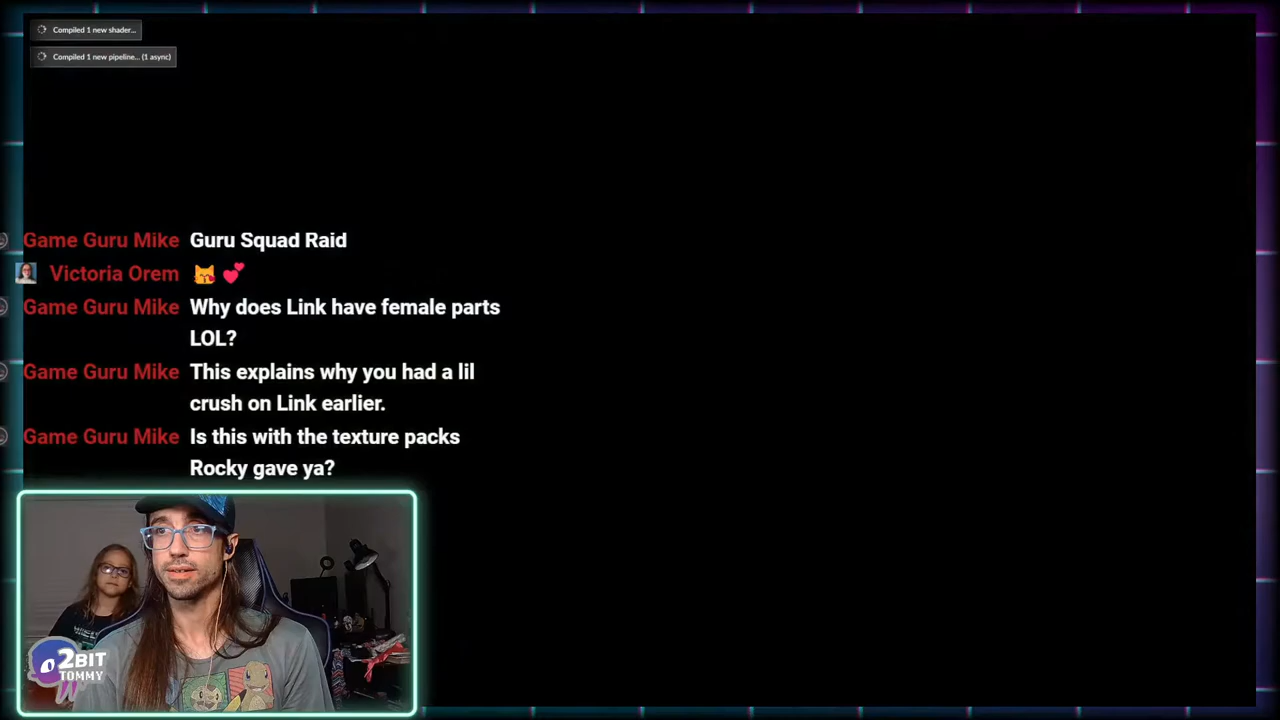 Compiled 1 new shader...
Compiled 1 new pipeline... (1 async)
Game Guru Mike Guru Squad Raid
Victoria Orem 😽 💕
Game Guru Mike Why does Link have female parts
LOL?
Game Guru Mike This explains why you had a lil
crush on Link earlier.
Game Guru Mike Is this with the texture packs
Rocky gave ya?
2BIT
TOMMY